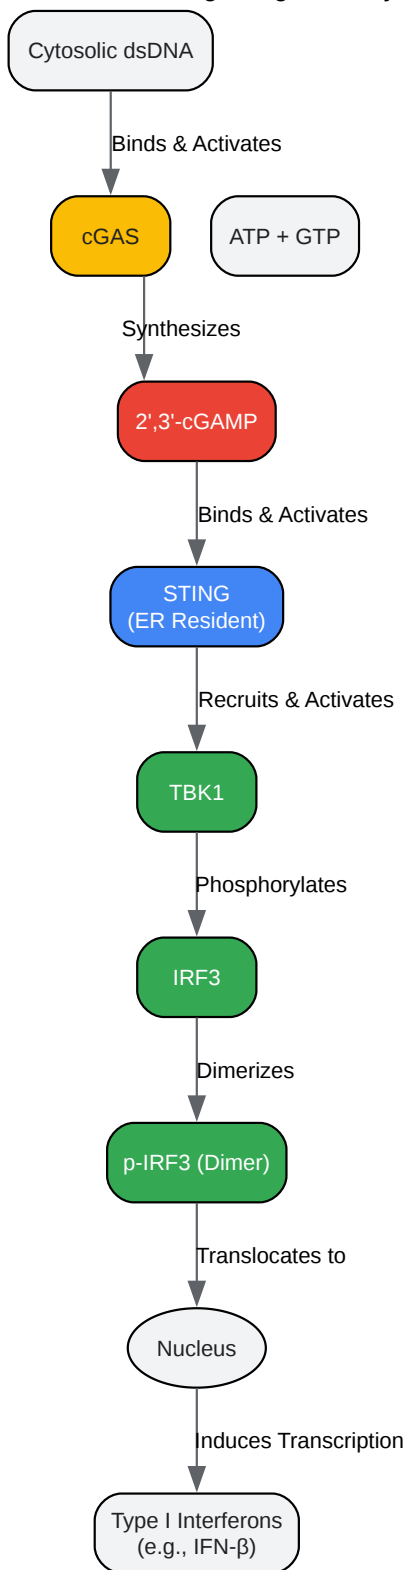 Cytosolic dsDNA
Binds & Activates
cGAS
ATP + GTP
Synthesizes
2',3'-cGAMP
Binds & Activates
STING
(ER Resident)
Recruits & Activates
TBK1
Phosphorylates
IRF3
Dimerizes
p-IRF3 (Dimer)
Translocates to
Nucleus
Induces Transcription
Type I Interferons
(e.g., IFN-β)